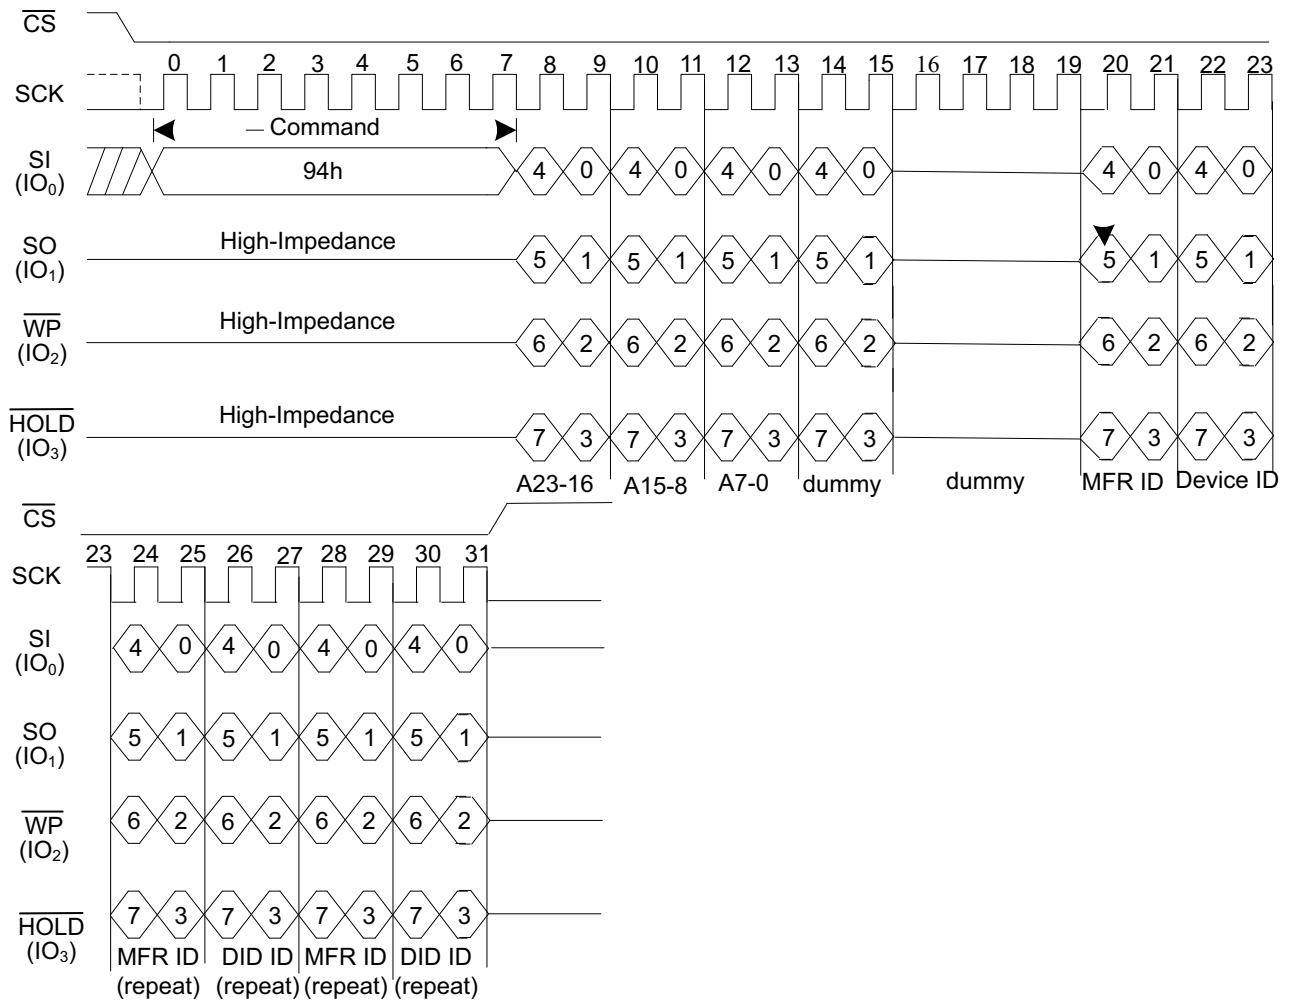 CS
0 1 2 3 4 5 6 7 8 9 10 11 12 13 14 15 16 17 18 19 20 21 22 23
SCK
— Command
SI
(IO0)
94h
4 0 4 0 4 0 4 0 4 0 4 0
SO
(IO1)
High-Impedance
5 1 5 1 5 1 5 1 5 1 5 1
WP
(IO2)
High-Impedance
6 2 6 2 6 2 6 2 6 2 6 2
HOLD
(IO3)
High-Impedance
7 3 7 3 7 3 7 3 7 3 7 3
A23-16 A15-8 A7-0 dummy dummy MFR ID Device ID
CS
23 24 25 26 27 28 29 30 31
SCK
SI
(IO0)
4 0 4 0 4 0 4 0
SO
(IO1)
5 1 5 1 5 1 5 1
WP
(IO2)
6 2 6 2 6 2 6 2
HOLD
(IO3)
7 3 7 3 7 3 7 3
MFR ID DID ID MFR ID DID ID
(repeat) (repeat) (repeat) (repeat)